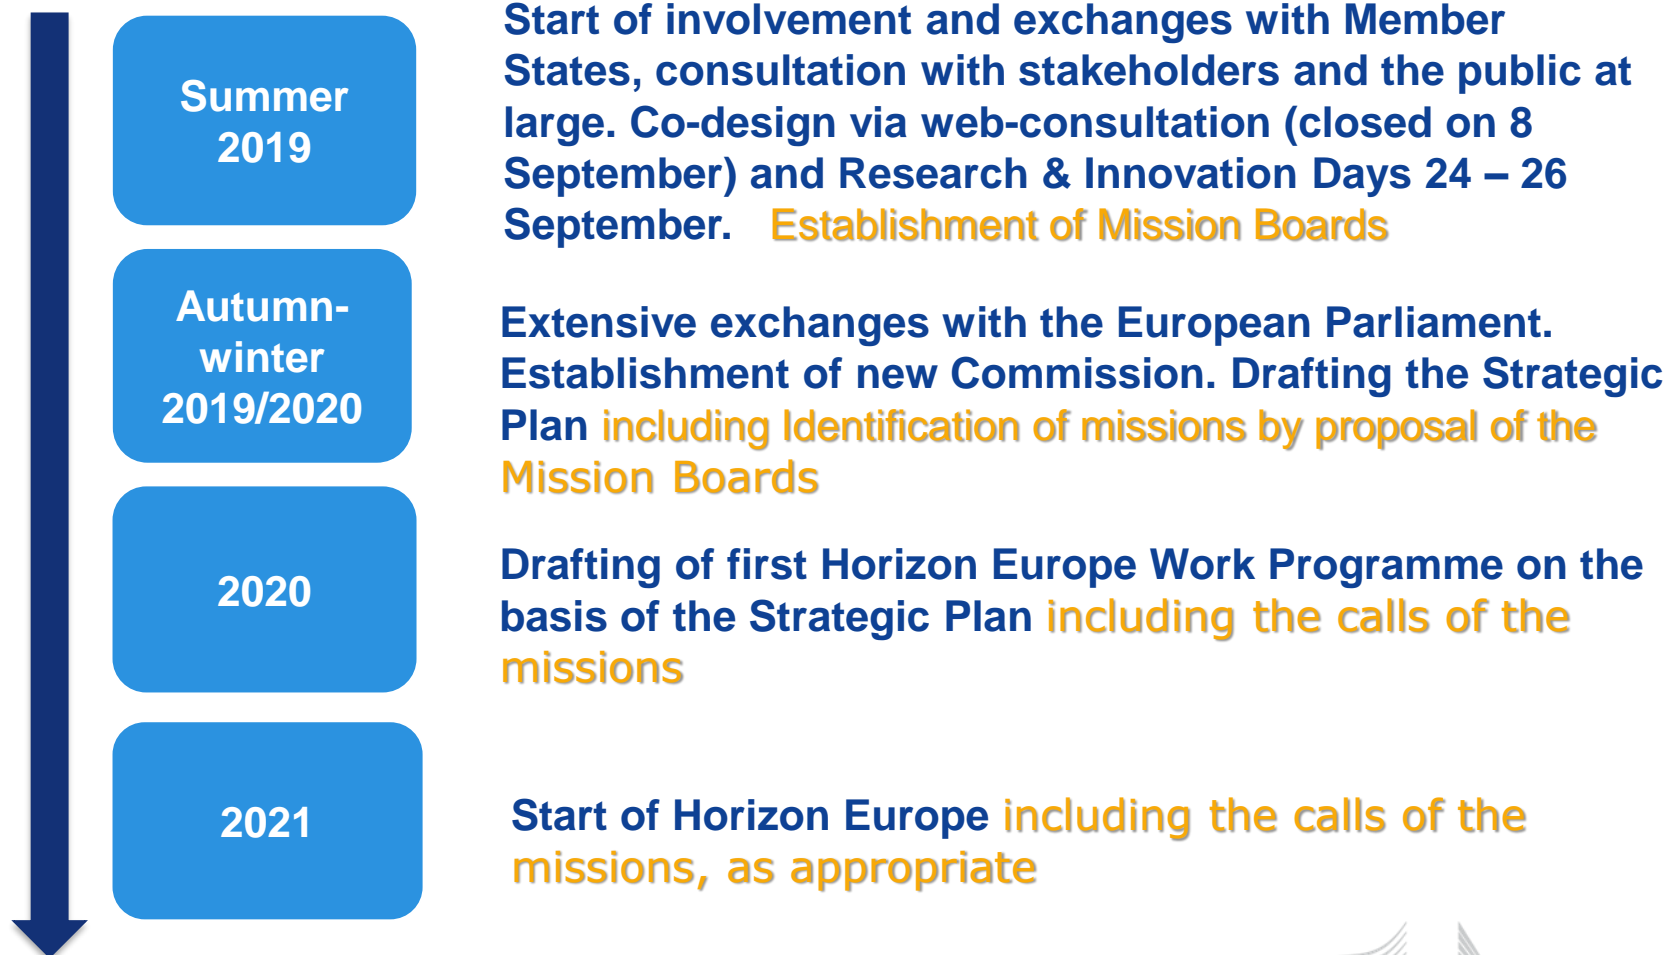 Summer
2019
Start of involvement and exchanges with Member
States, consultation with stakeholders and the public at
large. Co-design via web-consultation (closed on 8
September) and Research & Innovation Days 24 – 26
September. Establishment of Mission Boards
Autumn-
winter
2019/2020
Extensive exchanges with the European Parliament.
Establishment of new Commission. Drafting the Strategic
Plan including Identification of missions by proposal of the
Mission Boards
2020
Drafting of first Horizon Europe Work Programme on the
basis of the Strategic Plan including the calls of the
missions
2021
Start of Horizon Europe including the calls of the
missions, as appropriate